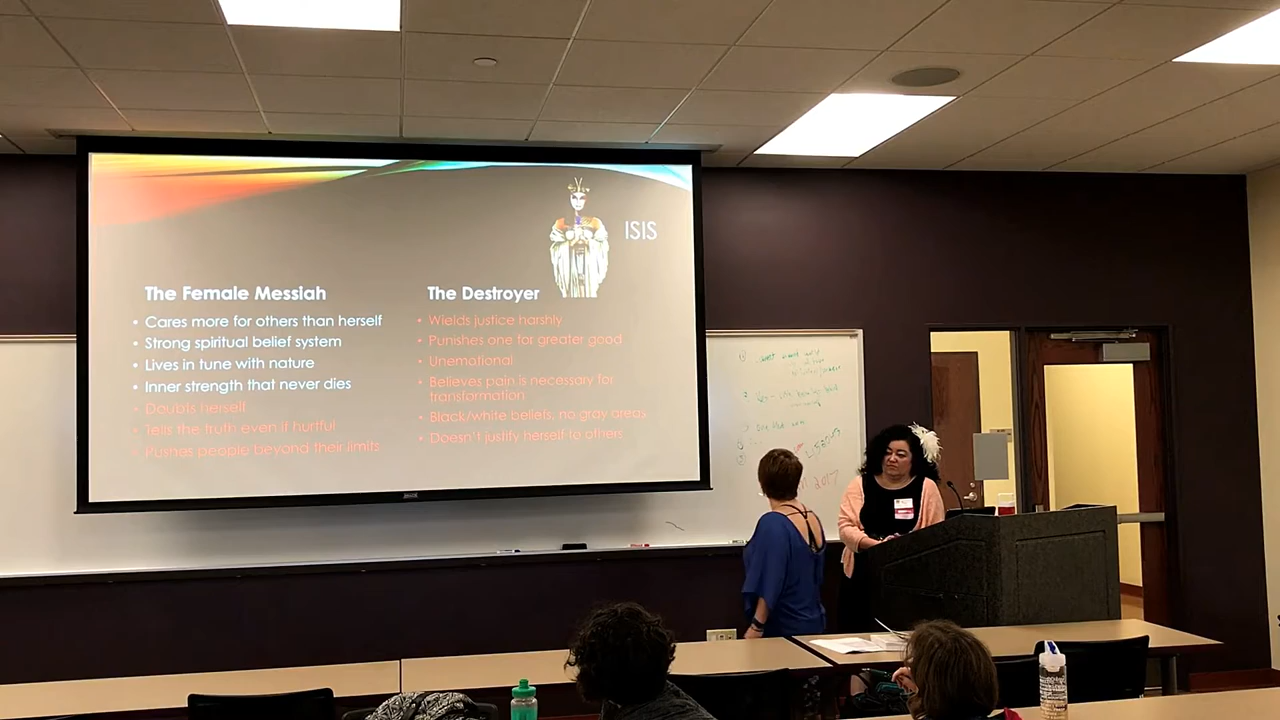 ISIS
The Female Messiah
• Cares more for others than herself
• Strong spiritual belief system
• Lives in tune with nature
• Inner strength that never dies
• Doubts herself
• Tells the truth even if hurtful
• Pushes people beyond their limits
The Destroyer
• Wields justice harshly
• Punishes one for greater good
• Unemotional
• Believes pain is necessary for
transformation
• Black/white beliefs, no gray areas
• Doesn't justify herself to others
2017